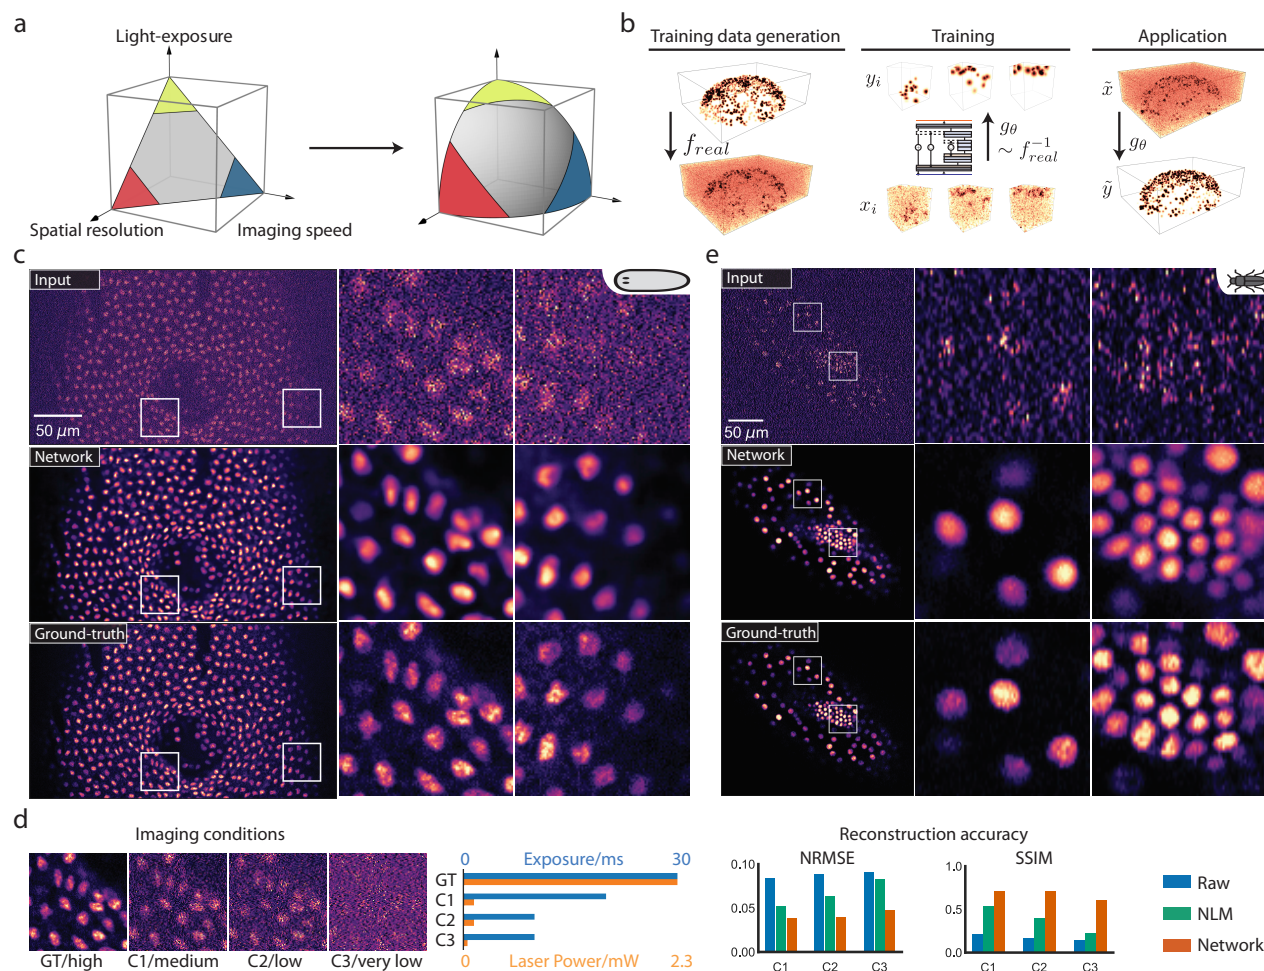 a
Light-exposure
Spatial resolution
Imaging speed
b
Training data generation
Training
Application
f_real
y_i
g_θ
∼ f_real^{-1}
x_i
x̃
g_θ
ỹ
c
Input
50 µm
Network
Ground-truth
e
Input
50 µm
Network
Ground-truth
d
Imaging conditions
GT/high
C1/medium
C2/low
C3/very low
0 Exposure/ms 30
GT
C1
C2
C3
0 Laser Power/mW 2.3
Reconstruction accuracy
NRMSE
0.10
0.05
0.00
C1 C2 C3
SSIM
1.0
0.5
0.0
C1 C2 C3
Raw
NLM
Network